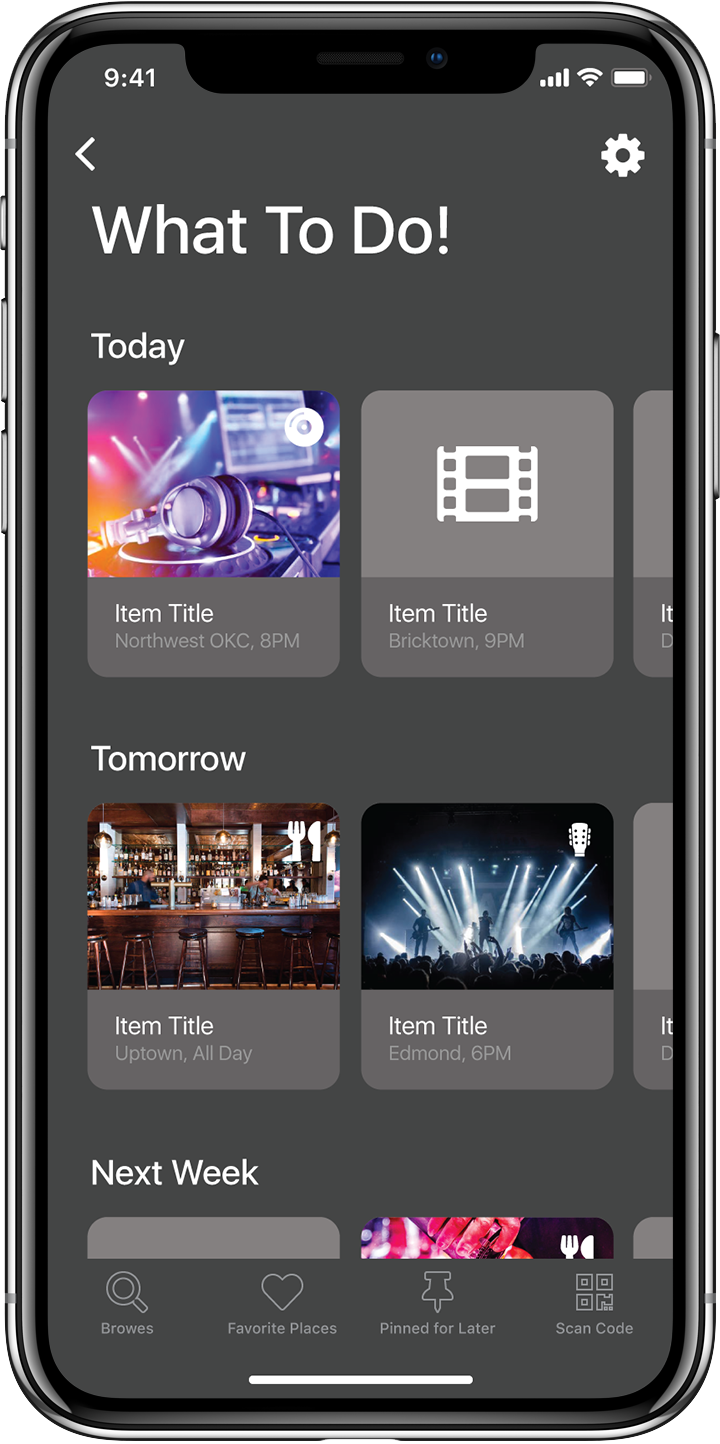 9:41
What To Do!
Today
Item Title
Northwest OKC, 8PM
Item Title
Bricktown, 9PM
It
D
Tomorrow
Item Title
Uptown, All Day
Item Title
Edmond, 6PM
It
D
Next Week
Browes
Favorite Places
Pinned for Later
Scan Code